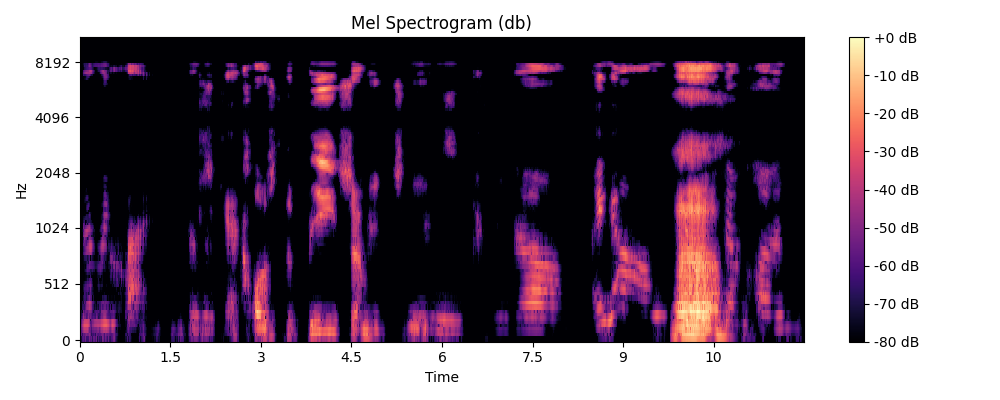 Mel Spectrogram (db)
+0 dB
8192
-10 dB
4096
-20 dB
-30 dB
2048
Hz
-40 dB
1024
-50 dB
-60 dB
512
-70 dB
0
-80 dB
0 1.5 3 4.5 6 7.5 9 10
Time